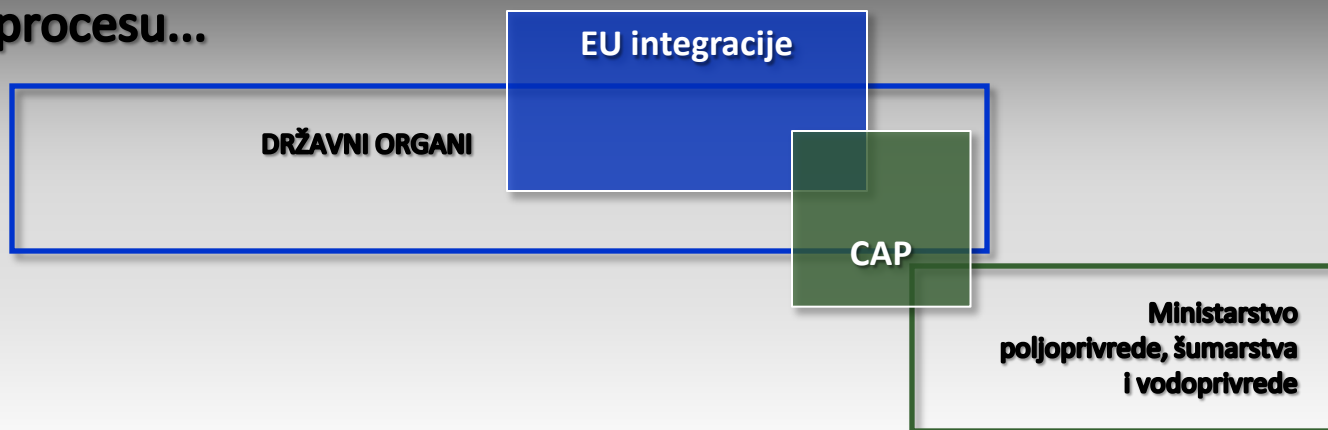 procesu...
EU integracije
DRŽAVNI ORGANI
CAP
Ministarstvo
poljoprivrede, šumarstva
i vodoprivrede